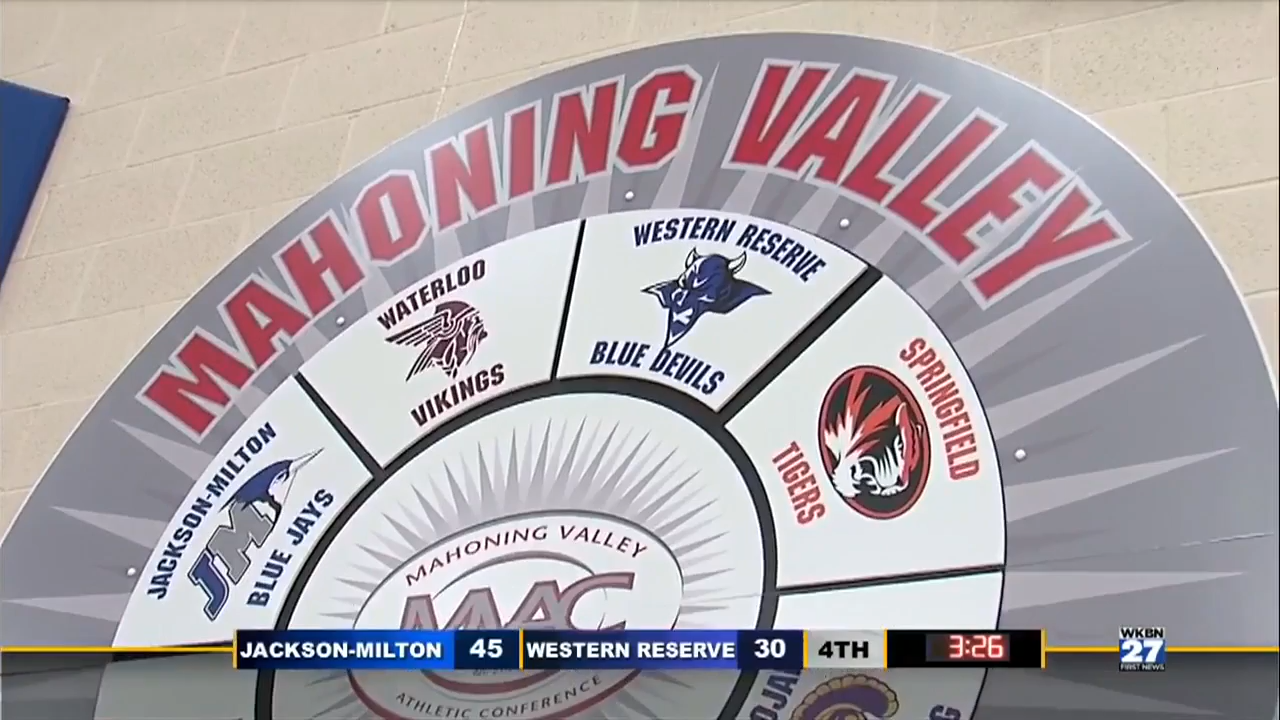 MAHONING VALLEY
WATERLOO
VIKINGS
WESTERN RESERVE
BLUE DEVILS
SPRINGFIELD
TIGERS
JACKSON-MILTON
JM
BLUE JAYS
MAHONING VALLEY
MAC
ATHLETIC CONFERENCE
JACKSON-MILTON 45 WESTERN RESERVE 30 4TH 3:26
WKBN
27
FIRST NEWS